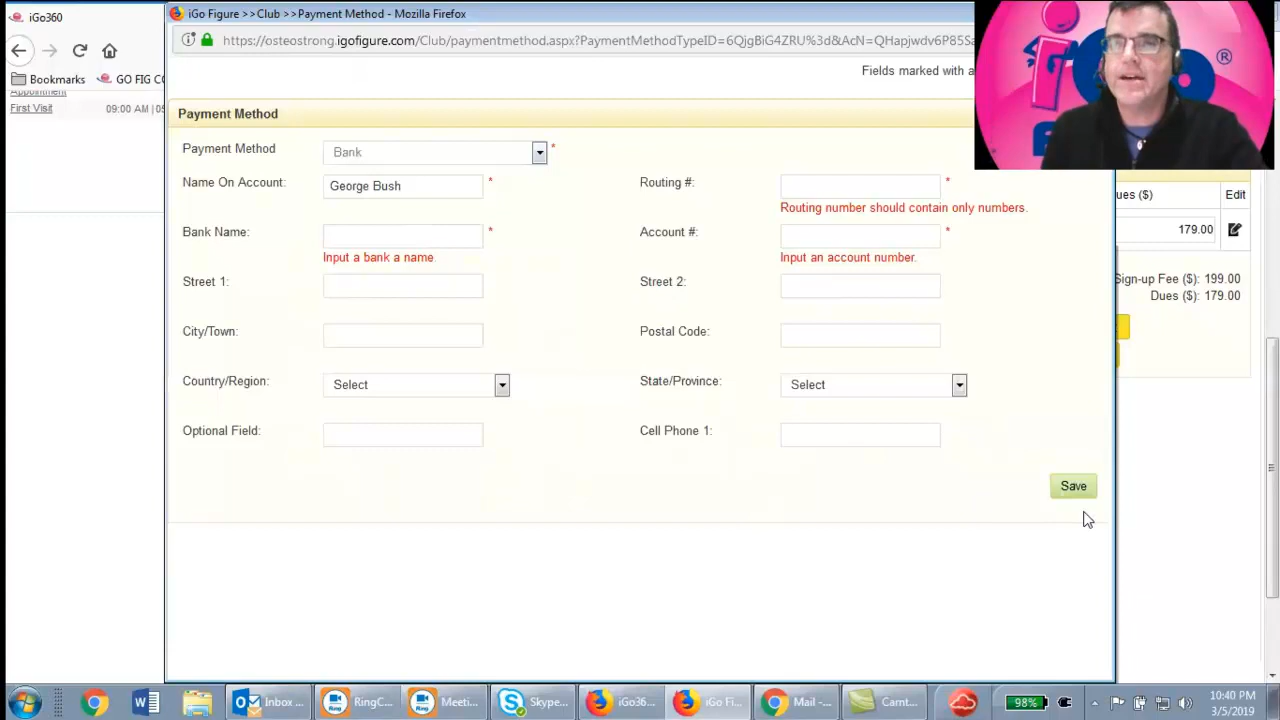 iGo360
iGo Figure >>Club >>Payment Method - Mozilla Firefox
https://osteostrong.igofigure.com/Club/paymentmethod.aspx?PaymentMethodTypeID=6QjgBiG4ZRU%3d&AcN=QHapjwdv6P85Sa
Bookmarks
GO FIG CO
Fields marked with a
Appointment
First Visit
09:00 AM | 09
Payment Method
Payment Method
Bank
*
Name On Account:
George Bush
*
Routing #:
*
Routing number should contain only numbers.
Bank Name:
*
Account #:
*
Input a bank a name.
Input an account number.
Street 1:
Street 2:
City/Town:
Postal Code:
Country/Region:
Select
State/Province:
Select
Optional Field:
Cell Phone 1:
Save
ues ($)
Edit
179.00
Sign-up Fee ($): 199.00
Dues ($): 179.00
iGo
®
Inbox ...
RingC...
Meeti...
Skype...
iGo36...
iGo Fi...
Mail -...
Camt...
98%
10:40 PM
3/5/2019